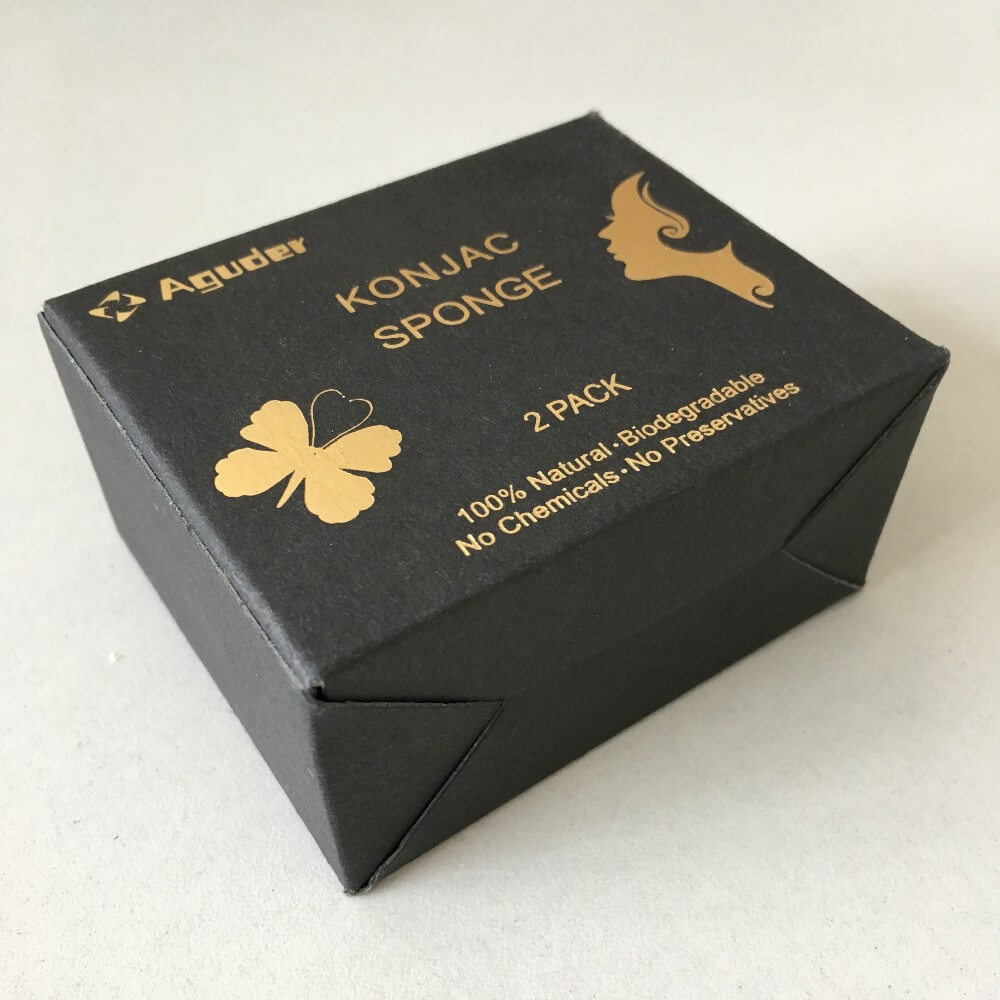 Aguder
KONJAC
SPONGE
2 PACK
100% Natural · Biodegradable
No Chemicals · No Preservatives